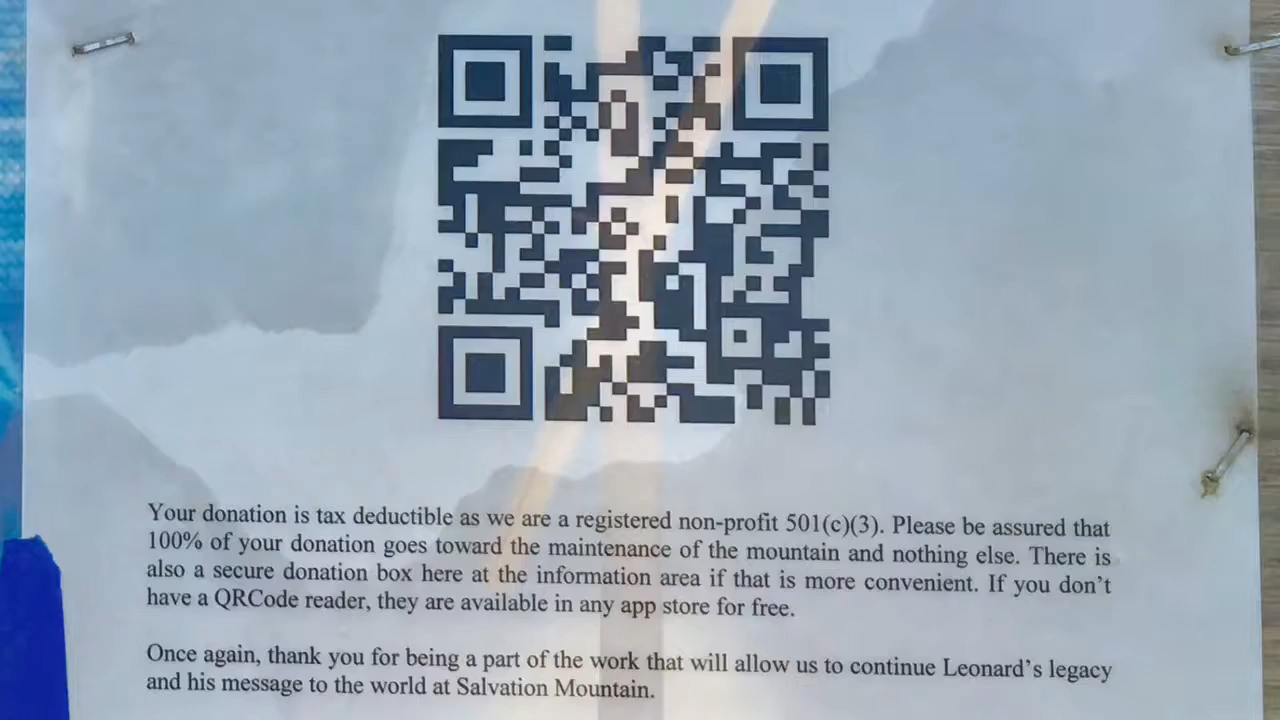 Your donation is tax deductible as we are a registered non-profit 501(c)(3). Please be assured that
100% of your donation goes toward the maintenance of the mountain and nothing else. There is
also a secure donation box here at the information area if that is more convenient. If you don’t
have a QRCode reader, they are available in any app store for free.
Once again, thank you for being a part of the work that will allow us to continue Leonard’s legacy
and his message to the world at Salvation Mountain.